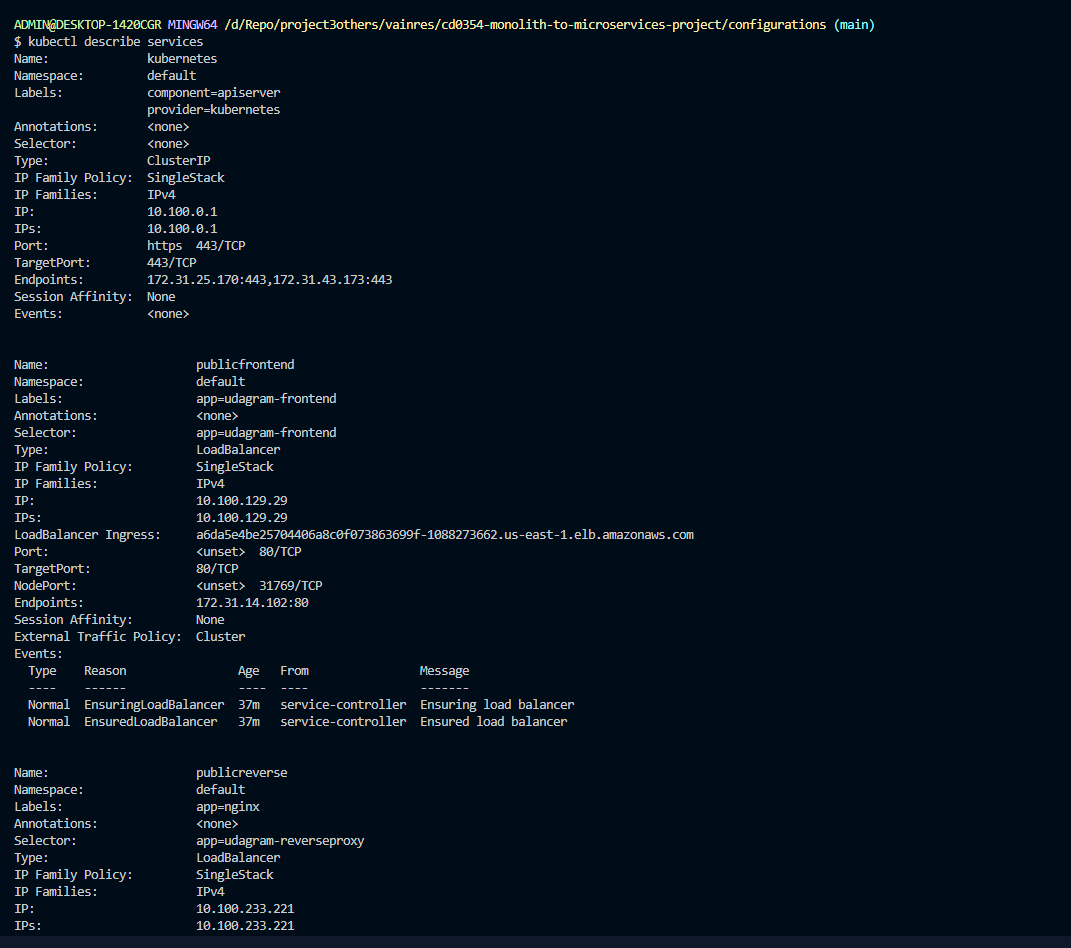 ADMIN@DESKTOP-1420CGR MINGW64 /d/Repo/project3others/vainres/cd0354-monolith-to-microservices-project/configurations (main)
$ kubectl describe services
Name:              kubernetes
Namespace:         default
Labels:            component=apiserver
                   provider=kubernetes
Annotations:       <none>
Selector:          <none>
Type:              ClusterIP
IP Family Policy:  SingleStack
IP Families:       IPv4
IP:                10.100.0.1
IPs:               10.100.0.1
Port:              https  443/TCP
TargetPort:        443/TCP
Endpoints:         172.31.25.170:443,172.31.43.173:443
Session Affinity:  None
Events:            <none>

Name:                     publicfrontend
Namespace:                default
Labels:                   app=udagram-frontend
Annotations:              <none>
Selector:                 app=udagram-frontend
Type:                     LoadBalancer
IP Family Policy:         SingleStack
IP Families:              IPv4
IP:                       10.100.129.29
IPs:                      10.100.129.29
LoadBalancer Ingress:     a6da5e4be25704406a8c0f073863699f-1088273662.us-east-1.elb.amazonaws.com
Port:                     <unset>  80/TCP
TargetPort:               80/TCP
NodePort:                 <unset>  31769/TCP
Endpoints:                172.31.14.102:80
Session Affinity:         None
External Traffic Policy:  Cluster
Events:
  Type    Reason                Age   From                Message
  ----    ------                ----  ----                -------
  Normal  EnsuringLoadBalancer  37m   service-controller  Ensuring load balancer
  Normal  EnsuredLoadBalancer   37m   service-controller  Ensured load balancer

Name:                     publicreverse
Namespace:                default
Labels:                   app=nginx
Annotations:              <none>
Selector:                 app=udagram-reverseproxy
Type:                     LoadBalancer
IP Family Policy:         SingleStack
IP Families:              IPv4
IP:                       10.100.233.221
IPs:                      10.100.233.221